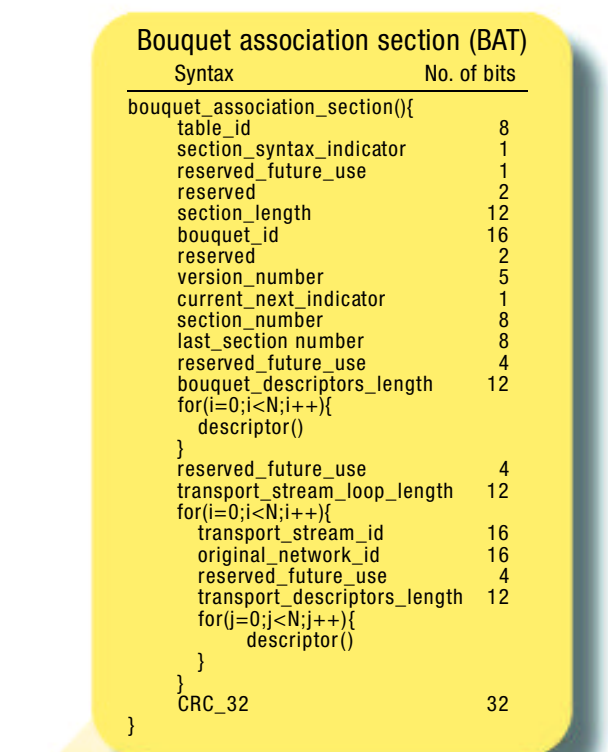 Bouquet association section (BAT)
Syntax No. of bits
bouquet_association_section(){
table_id 8
section_syntax_indicator 1
reserved_future_use 1
reserved 2
section_length 12
bouquet_id 16
reserved 2
version_number 5
current_next_indicator 1
section_number 8
last_section number 8
reserved_future_use 4
bouquet_descriptors_length 12
for(i=0;i<N;i++){
descriptor()
}
reserved_future_use 4
transport_stream_loop_length 12
for(i=0;i<N;i++){
transport_stream_id 16
original_network_id 16
reserved_future_use 4
transport_descriptors_length 12
for(j=0;j<N;j++){
descriptor()
}
}
CRC_32 32
}